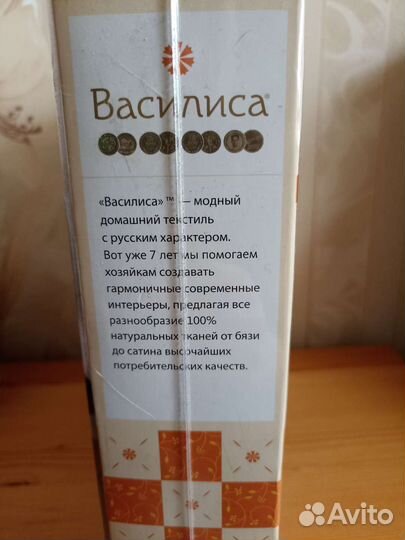 Василиса®
«Василиса»™ — модный
домашний текстиль
с русским характером.
Вот уже 7 лет мы помогаем
хозяйкам создавать
гармоничные современные
интерьеры, предлагая все
разнообразие 100%
натуральных тканей от бязи
до сатина высочайших
потребительских качеств.
Avito